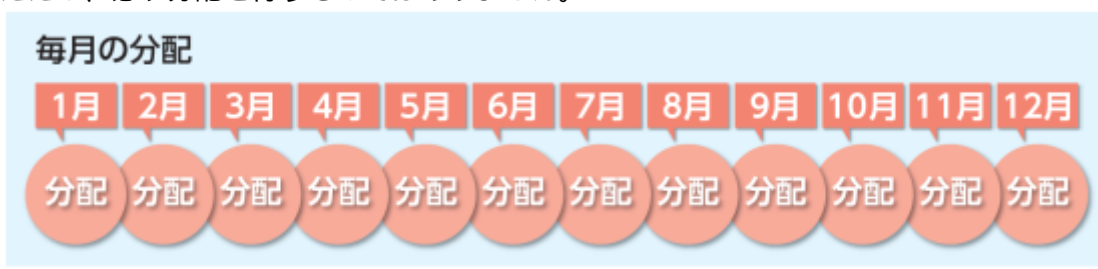 毎月の分配
1月 2月 3月 4月 5月 6月 7月 8月 9月 10月 11月 12月
分配 分配 分配 分配 分配 分配 分配 分配 分配 分配 分配 分配